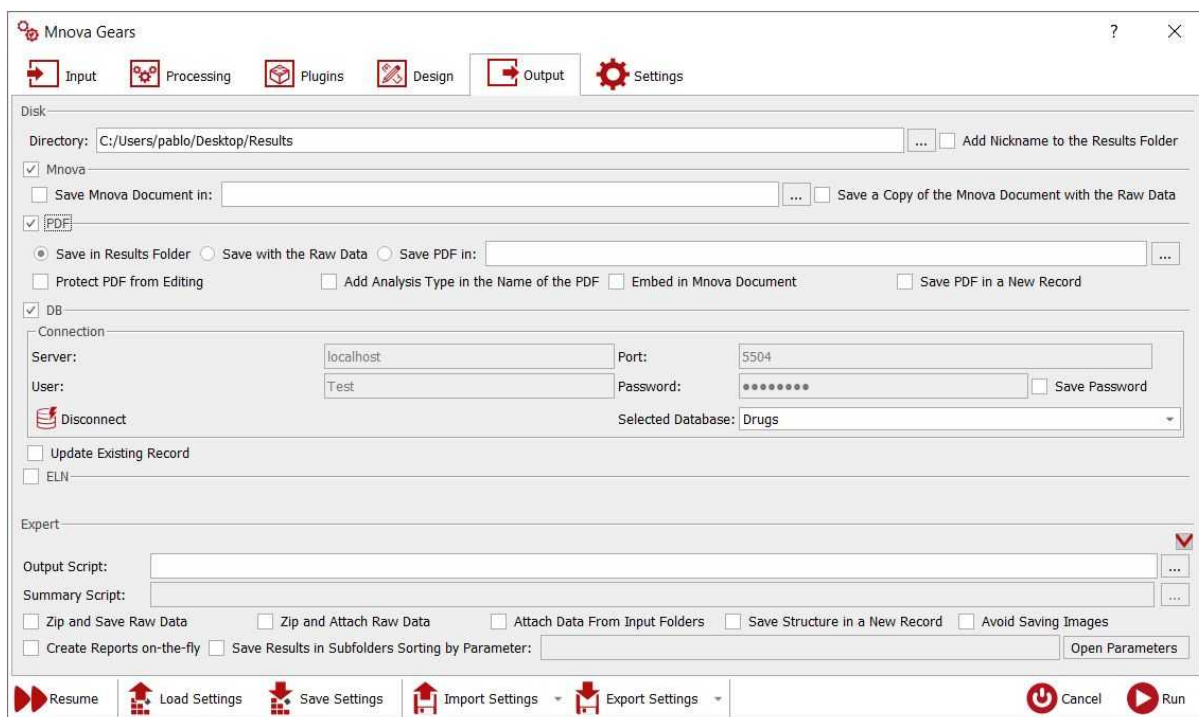 Mnova Gears ?
Input Processing Plugins Design Output Settings
Disk
Directory: C:/Users/pablo/Desktop/Results ... Add Nickname to the Results Folder
Mnova
Save Mnova Document in: ... Save a Copy of the Mnova Document with the Raw Data
PDF
Save in Results Folder Save with the Raw Data Save PDF in: ...
Protect PDF from Editing Add Analysis Type in the Name of the PDF Embed in Mnova Document Save PDF in a New Record
DB
Connection
Server: localhost Port: 5504
User: Test Password: ●●●●●●●● Save Password
Disconnect Selected Database: Drugs
Update Existing Record
ELN
Expert
Output Script: ...
Summary Script: ...
Zip and Save Raw Data Zip and Attach Raw Data Attach Data From Input Folders Save Structure in a New Record Avoid Saving Images
Create Reports on-the-fly Save Results in Subfolders Sorting by Parameter: Open Parameters
Resume Load Settings Save Settings Import Settings Export Settings Cancel Run